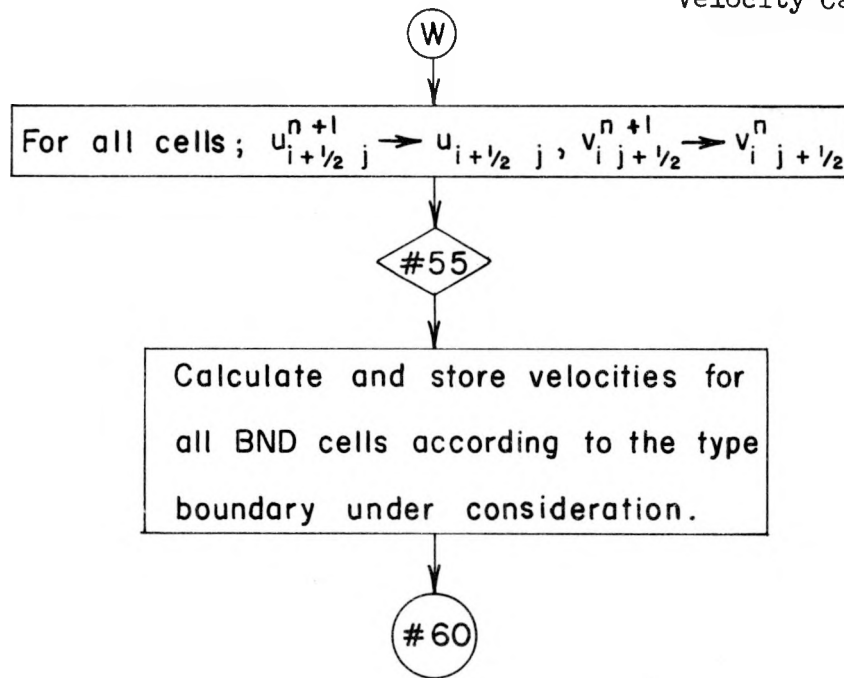 Velocity
W
For all cells; u^{n+1}_{i+½ j} → u_{i+½ j}, v^{n+1}_{i j+½} → v^n_{i j+½}
#55
Calculate and store velocities for
all BND cells according to the type
boundary under consideration.
#60